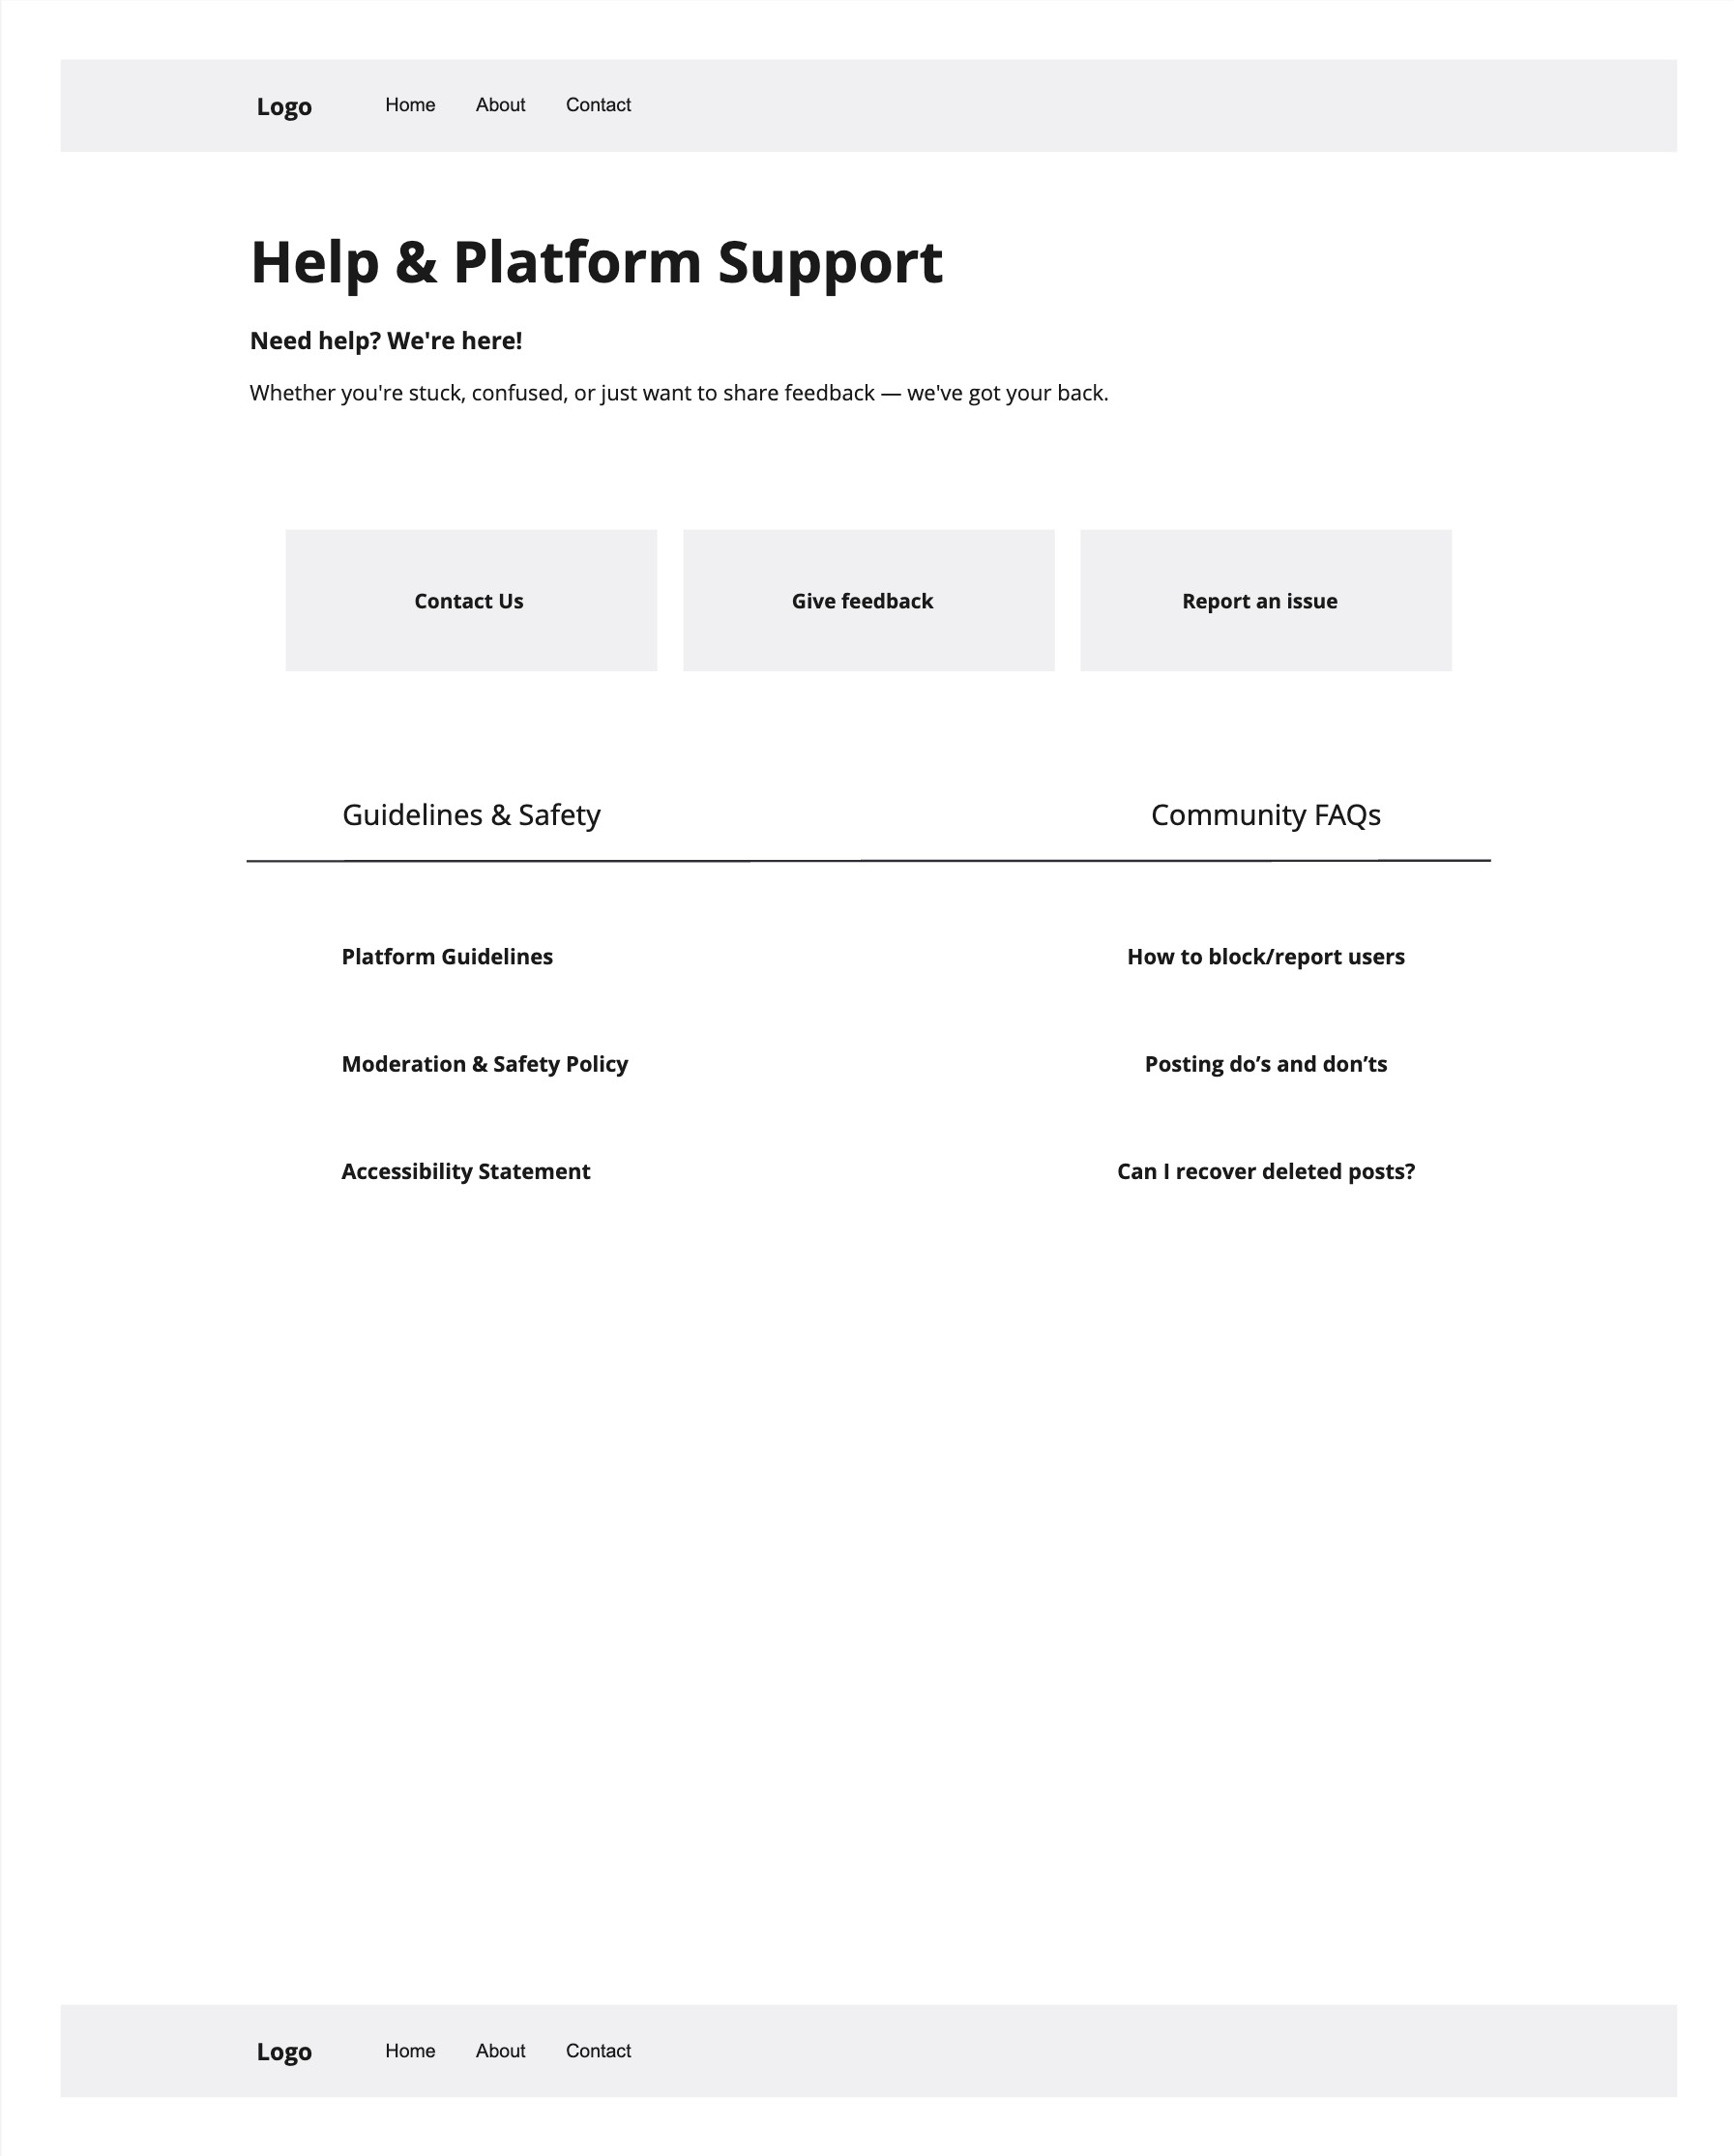 Logo Home About Contact
Help & Platform Support
Need help? We're here!
Whether you're stuck, confused, or just want to share feedback — we've got your back.
Contact Us
Give feedback
Report an issue
Guidelines & Safety
Community FAQs
Platform Guidelines
How to block/report users
Moderation & Safety Policy
Posting do’s and don’ts
Accessibility Statement
Can I recover deleted posts?
Logo Home About Contact